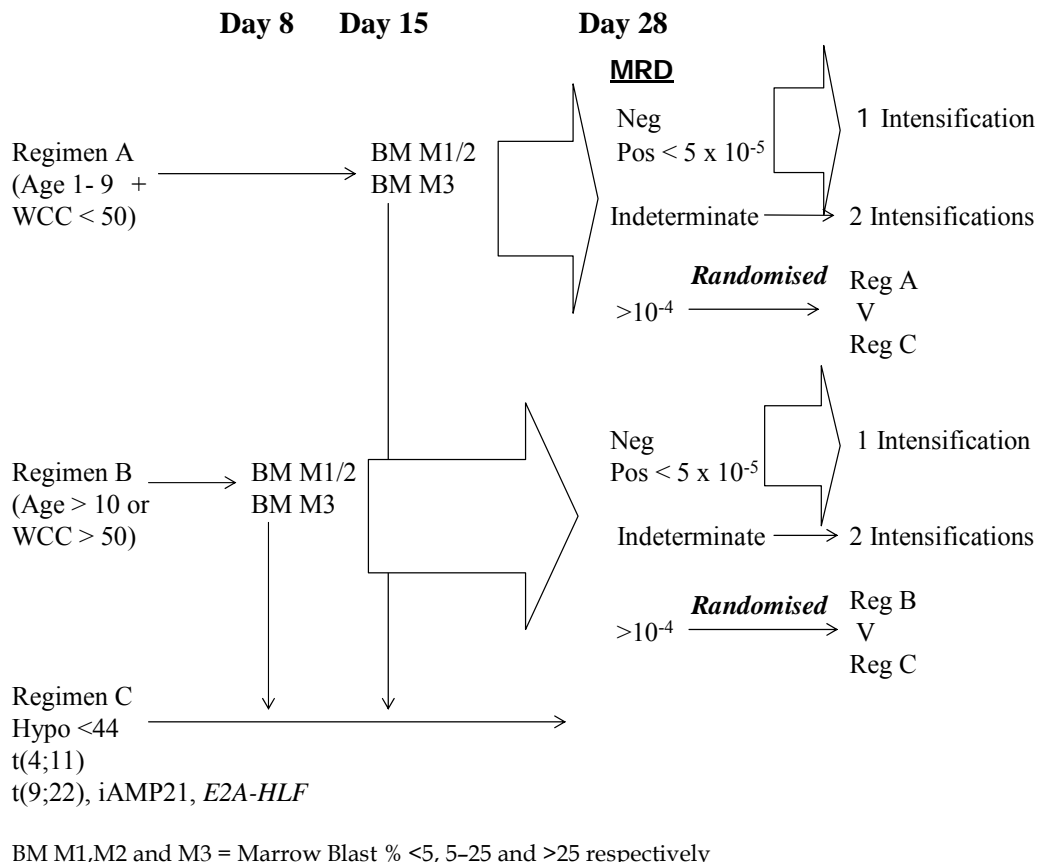 Day 8 Day 15 Day 28
MRD
Neg
Pos < 5 x 10-5
1 Intensification
Regimen A
(Age 1- 9 +
WCC < 50)
BM M1/2
BM M3
Indeterminate
2 Intensifications
>10-4
Randomised
Reg A
V
Reg C
Regimen B
(Age > 10 or
WCC > 50)
BM M1/2
BM M3
Neg
Pos < 5 x 10-5
1 Intensification
Indeterminate
2 Intensifications
>10-4
Randomised
Reg B
V
Reg C
Regimen C
Hypo <44
t(4;11)
t(9;22), iAMP21, E2A-HLF
BM M1,M2 and M3 = Marrow Blast % <5, 5–25 and >25 respectively